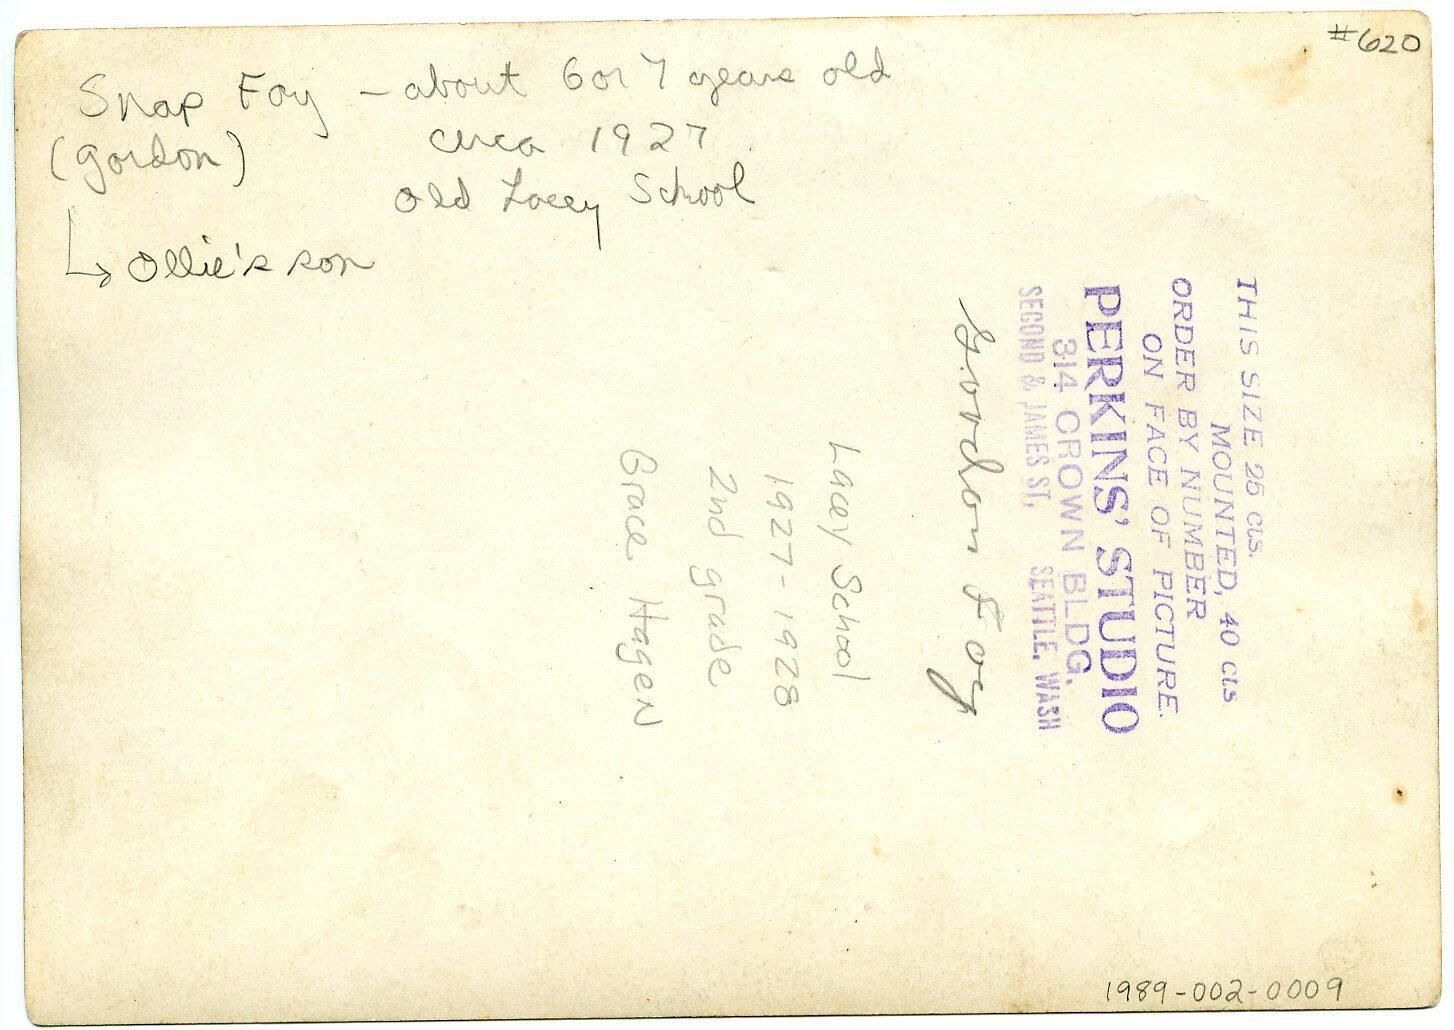 #620
Snap Foy - about 6 or 7 years old
(Gordon) circa 1927
Old Lacey School
↳ Ollie's son
THIS SIZE 25 cts.
MOUNTED, 40 cts
ORDER BY NUMBER
ON FACE OF PICTURE.
PERKINS' STUDIO
314 CROWN BLDG.
SECOND & JAMES ST, SEATTLE, WASH
Gordon Foy
Lacey School
1927-1928
2nd grade
Grace Hagen
1989-002-0009